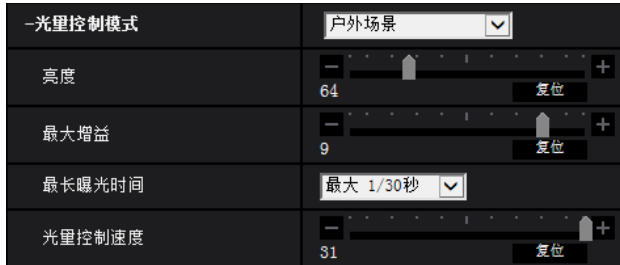 -光量控制模式 户外场景
亮度
64 复位
最大增益
9 复位
最长曝光时间 最大 1/30秒
光量控制速度
31 复位